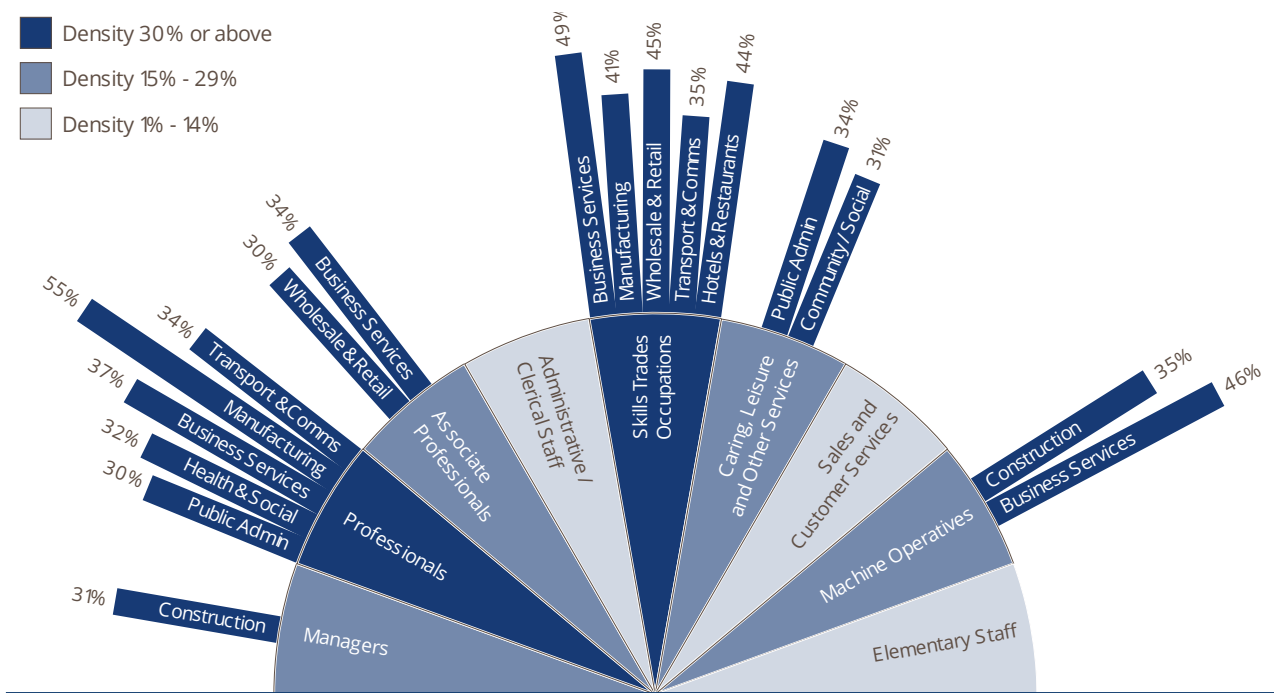 Density 30% or above
Density 15% - 29%
Density 1% - 14%
31%
Construction
Managers
30%
Public Admin
32%
Health & Social
37%
Business Services
55%
Manufacturing
34%
Transport & Comms
Professionals
30%
Wholesale & Retail
34%
Business Services
Associate
Professionals
Administrative /
Clerical Staff
49%
Business Services
41%
Manufacturing
45%
Wholesale & Retail
35%
Transport & Comms
44%
Hotels & Restaurants
Skills Trades
Occupations
34%
Public Admin
31%
Community / Social
Caring, Leisure
and Other Services
Sales and
Customer Services
35%
Construction
46%
Business Services
Machine Operatives
Elementary Staff